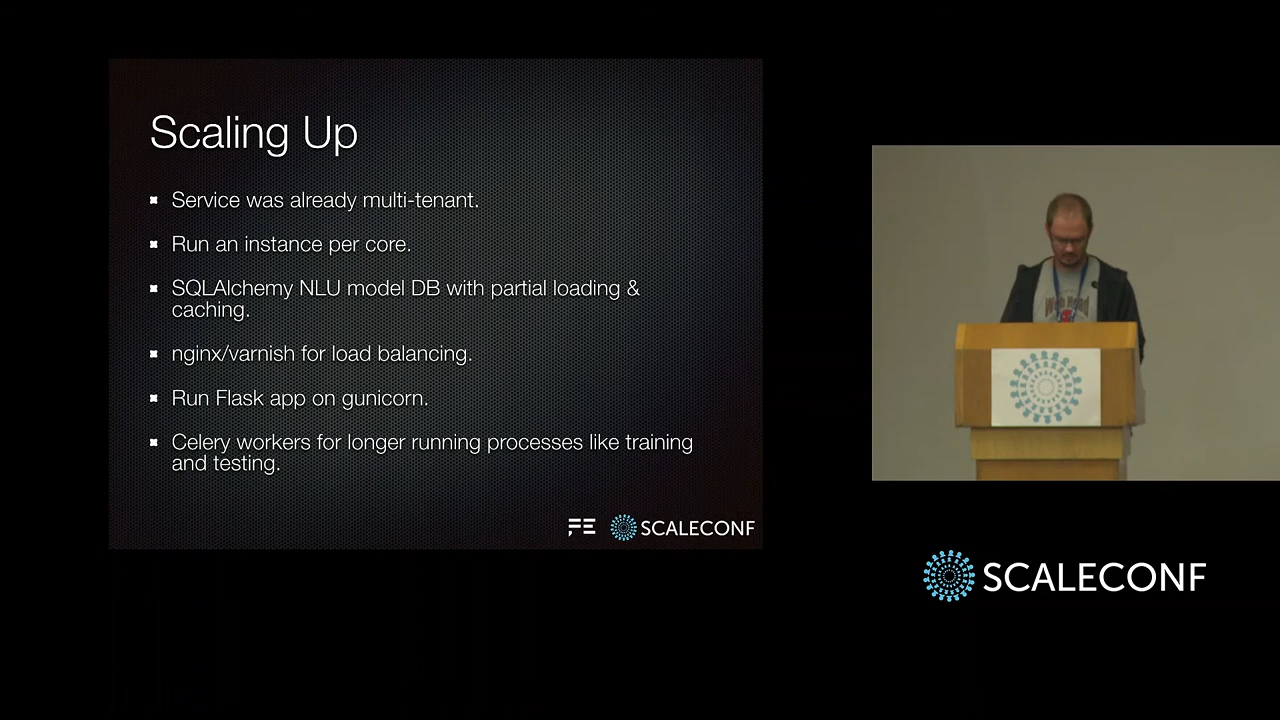 Scaling Up
Service was already multi-tenant.
Run an instance per core.
SQLAlchemy NLU model DB with partial loading &
caching.
nginx/varnish for load balancing.
Run Flask app on gunicorn.
Celery workers for longer running processes like training
and testing.
FE SCALECONF
SCALECONF